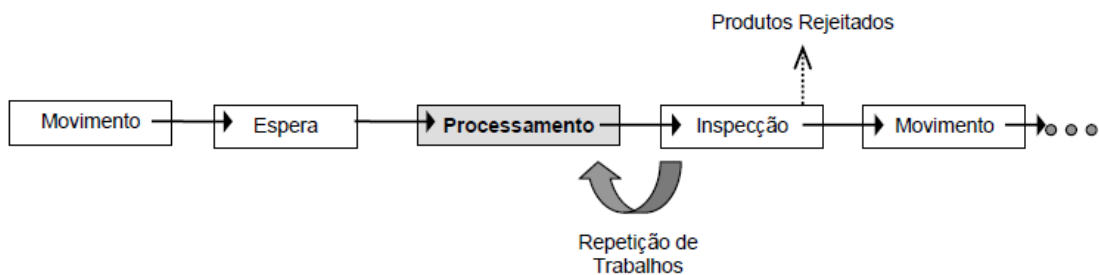 Produtos Rejeitados
Movimento
Espera
Processamento
Inspecção
Movimento
Repetição de
Trabalhos